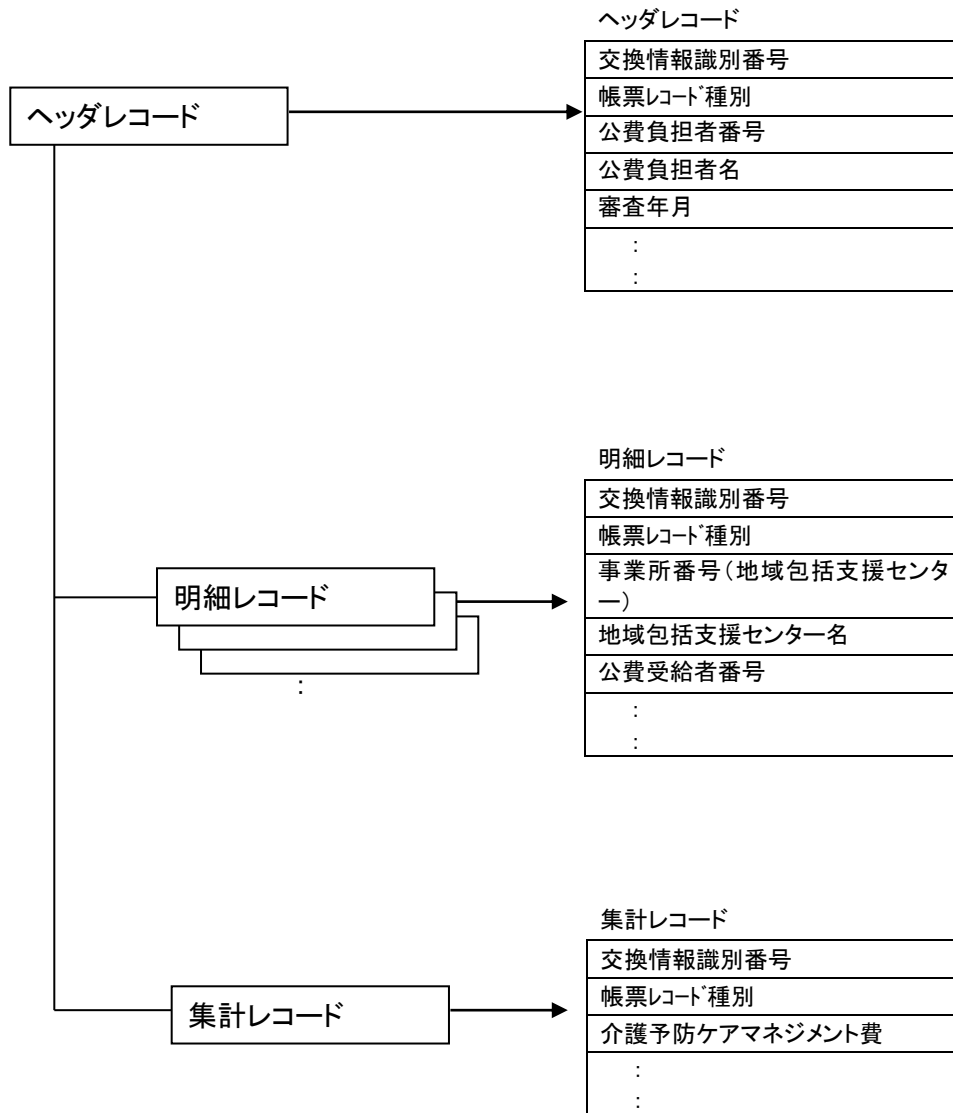 ヘッダレコード
ヘッダレコード
交換情報識別番号
帳票ﾚｺｰﾄﾞ種別
公費負担者番号
公費負担者名
審査年月
:
:
明細レコード
:
明細レコード
交換情報識別番号
帳票ﾚｺｰﾄﾞ種別
事業所番号(地域包括支援センタ
ー)
地域包括支援センター名
公費受給者番号
:
:
集計レコード
集計レコード
交換情報識別番号
帳票ﾚｺｰﾄﾞ種別
介護予防ケアマネジメント費
:
: